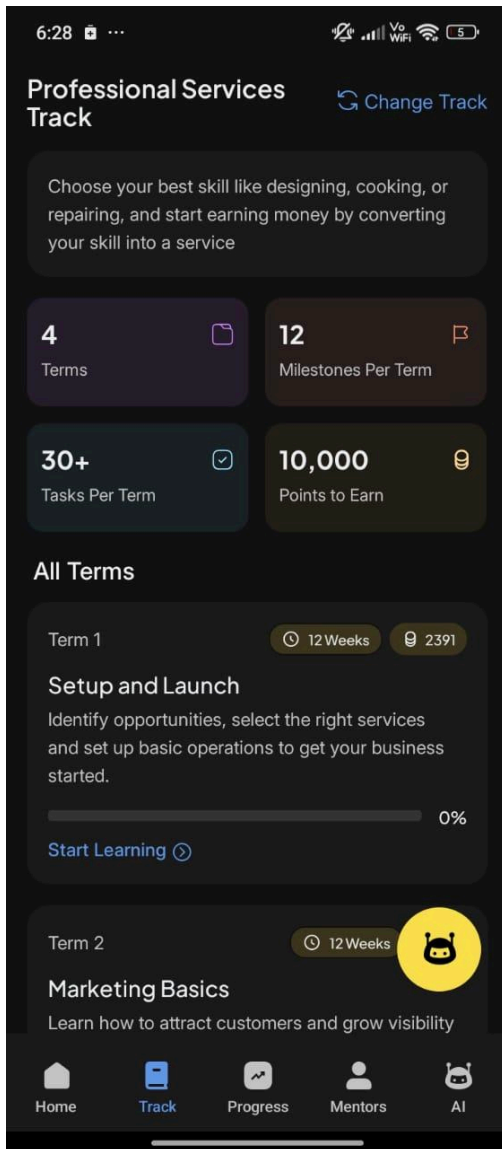 6:28
Vo
WiFi
5
Professional Services
Track
Change Track
Choose your best skill like designing, cooking, or
repairing, and start earning money by converting
your skill into a service
4
Terms
12
Milestones Per Term
30+
Tasks Per Term
10,000
Points to Earn
All Terms
Term 1
12 Weeks
2391
Setup and Launch
Identify opportunities, select the right services
and set up basic operations to get your business
started.
0%
Start Learning
Term 2
12 Weeks
Marketing Basics
Learn how to attract customers and grow visibility
Home
Track
Progress
Mentors
AI